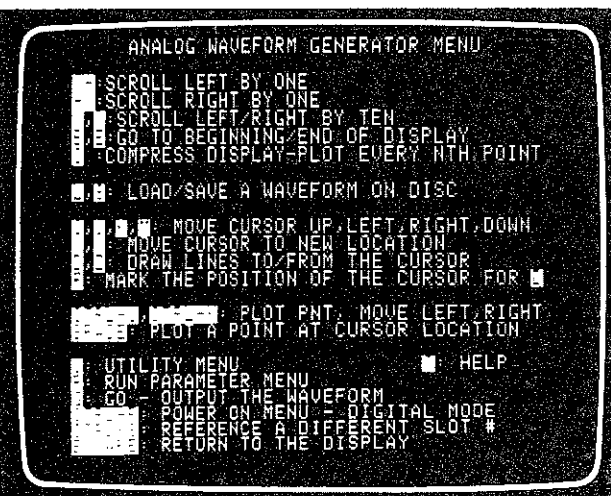 ANALOG WAVEFORM GENERATOR MENU
:SCROLL LEFT BY ONE
:SCROLL RIGHT BY ONE
, :SCROLL LEFT/RIGHT BY TEN
, :GO TO BEGINNING/END OF DISPLAY
:COMPRESS DISPLAY-PLOT EVERY NTH POINT
, : LOAD/SAVE A WAVEFORM ON DISC
, , , : MOVE CURSOR UP,LEFT,RIGHT,DOWN
, : MOVE CURSOR TO NEW LOCATION
, : DRAW LINES TO/FROM THE CURSOR
: MARK THE POSITION OF THE CURSOR FOR L
, : PLOT PNT, MOVE LEFT,RIGHT
: PLOT A POINT AT CURSOR LOCATION
: UTILITY MENU : HELP
: RUN PARAMETER MENU
: GO - OUTPUT THE WAVEFORM
: POWER ON MENU - DIGITAL MODE
: REFERENCE A DIFFERENT SLOT #
: RETURN TO THE DISPLAY